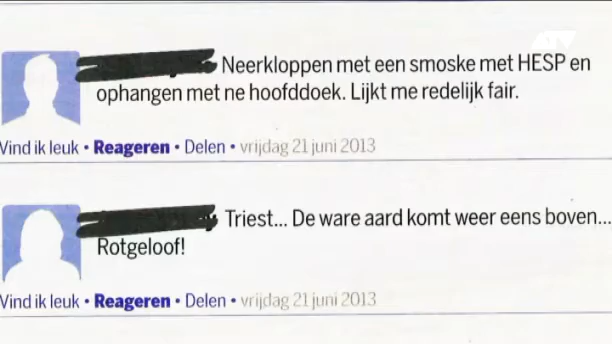 Neerkloppen met een smoske met HESP en
ophangen met ne hoofddoek. Lijkt me redelijk fair.
Vind ik leuk • Reageren • Delen • vrijdag 21 juni 2013
Triest... De ware aard komt weer eens boven...
Rotgeloof!
Vind ik leuk • Reageren • Delen • vrijdag 21 juni 2013